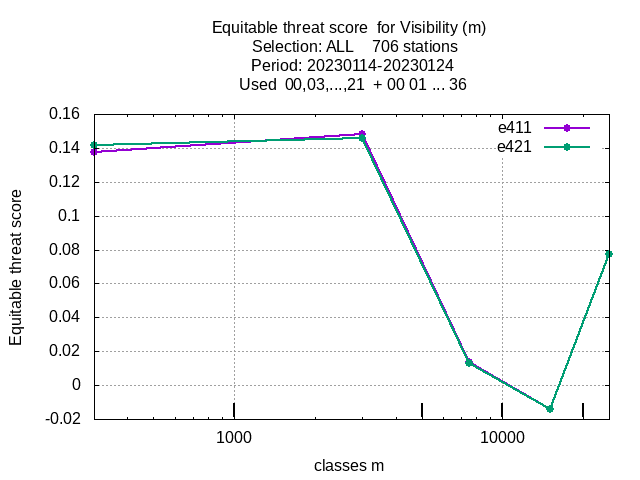 Equitable threat score  for Visibility (m)
Selection: ALL    706 stations
Period: 20230114-20230124
Used  00,03,...,21  + 00 01 ... 36
0.16
0.14
0.12
0.1
0.08
0.06
0.04
0.02
0
-0.02
Equitable threat score
e411
e421
1000
10000
classes m